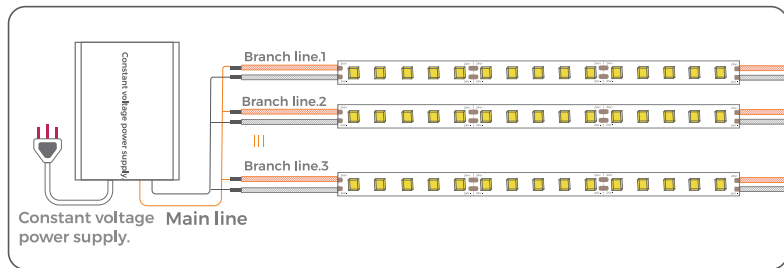 Branch line.1
Constant voltage power supply
Branch line.2
Branch line.3
Constant voltage
power supply.
Main line